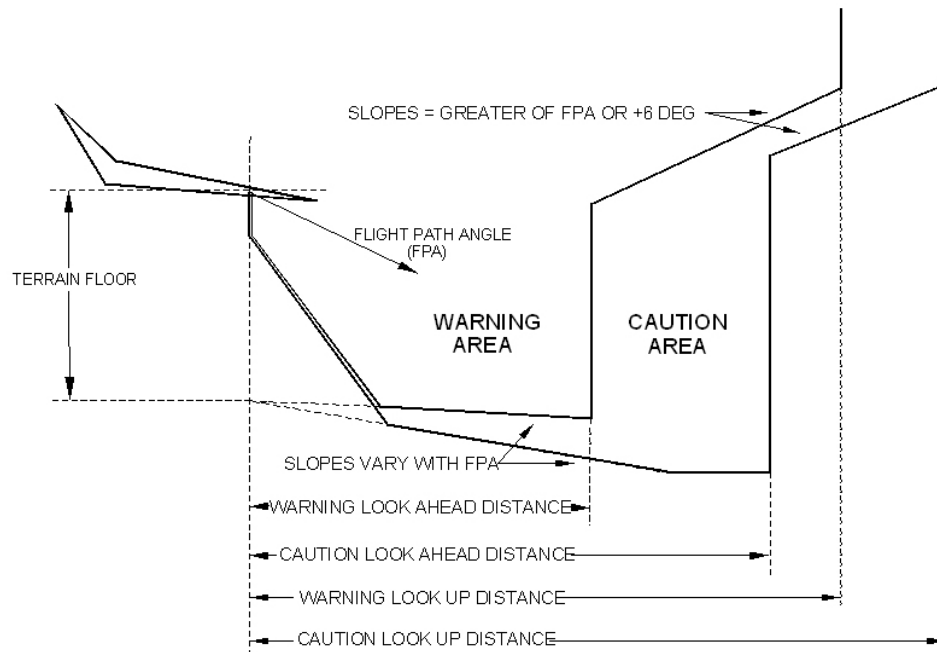 SLOPES = GREATER OF FPA OR +6 DEG
FLIGHT PATH ANGLE
(FPA)
TERRAIN FLOOR
WARNING
AREA
CAUTION
AREA
SLOPES VARY WITH FPA
WARNING LOOK AHEAD DISTANCE
CAUTION LOOK AHEAD DISTANCE
WARNING LOOK UP DISTANCE
CAUTION LOOK UP DISTANCE